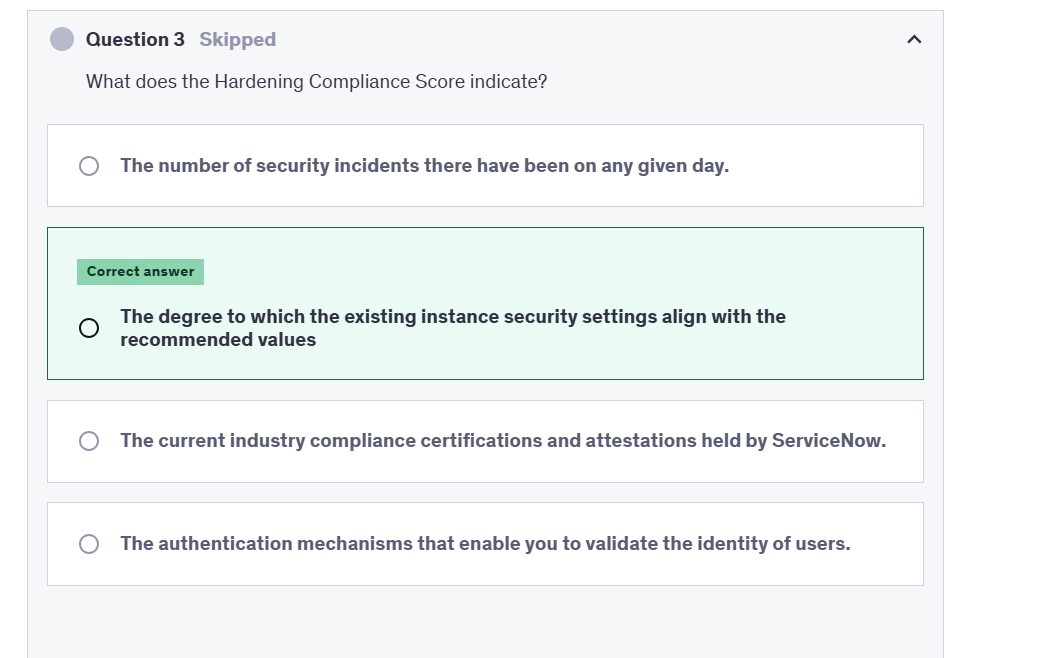 Question 3 Skipped
What does the Hardening Compliance Score indicate?
The number of security incidents there have been on any given day.
Correct answer
The degree to which the existing instance security settings align with the
recommended values
The current industry compliance certifications and attestations held by ServiceNow.
The authentication mechanisms that enable you to validate the identity of users.